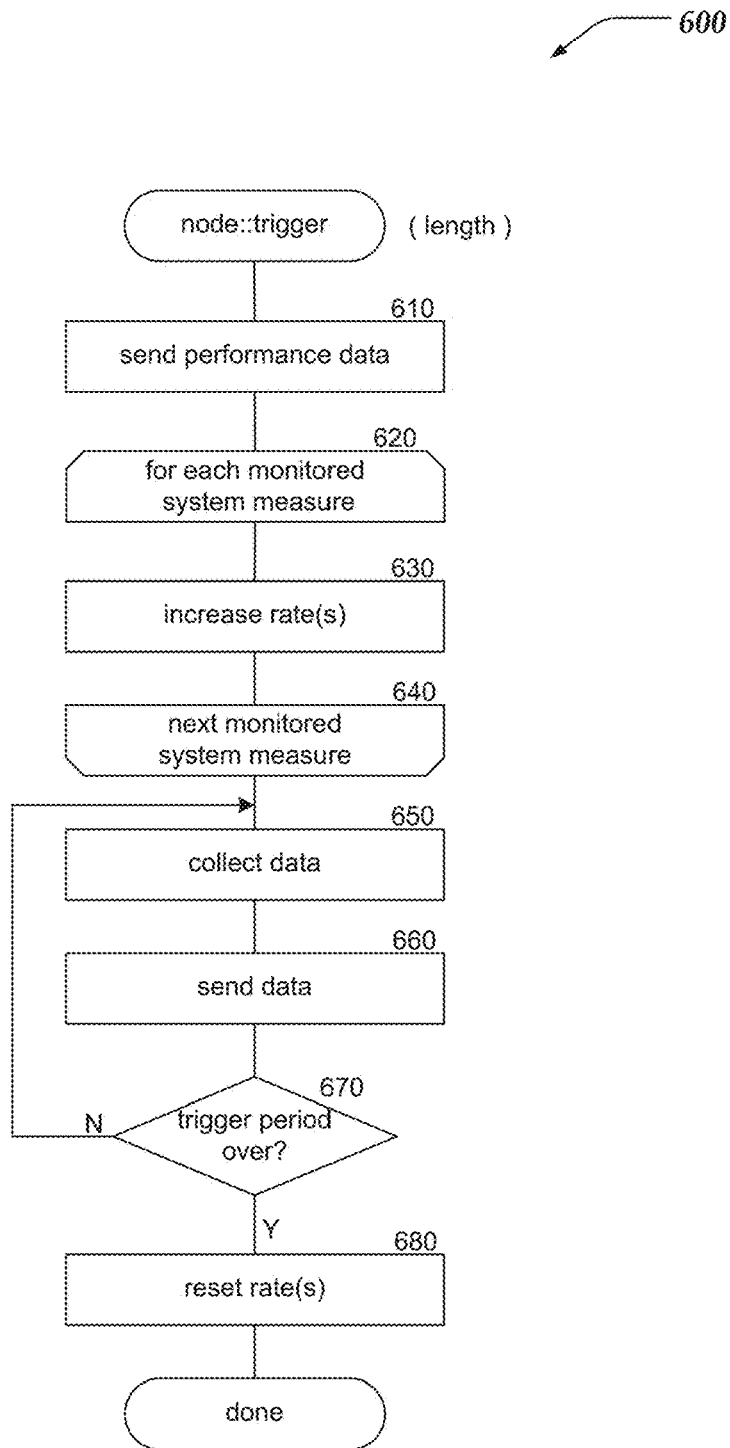 600
node::trigger ( length )
610
send performance data
620
for each monitored
system measure
630
increase rate(s)
640
next monitored
system measure
650
collect data
660
send data
670
trigger period
over?
N
Y
680
reset rate(s)
done